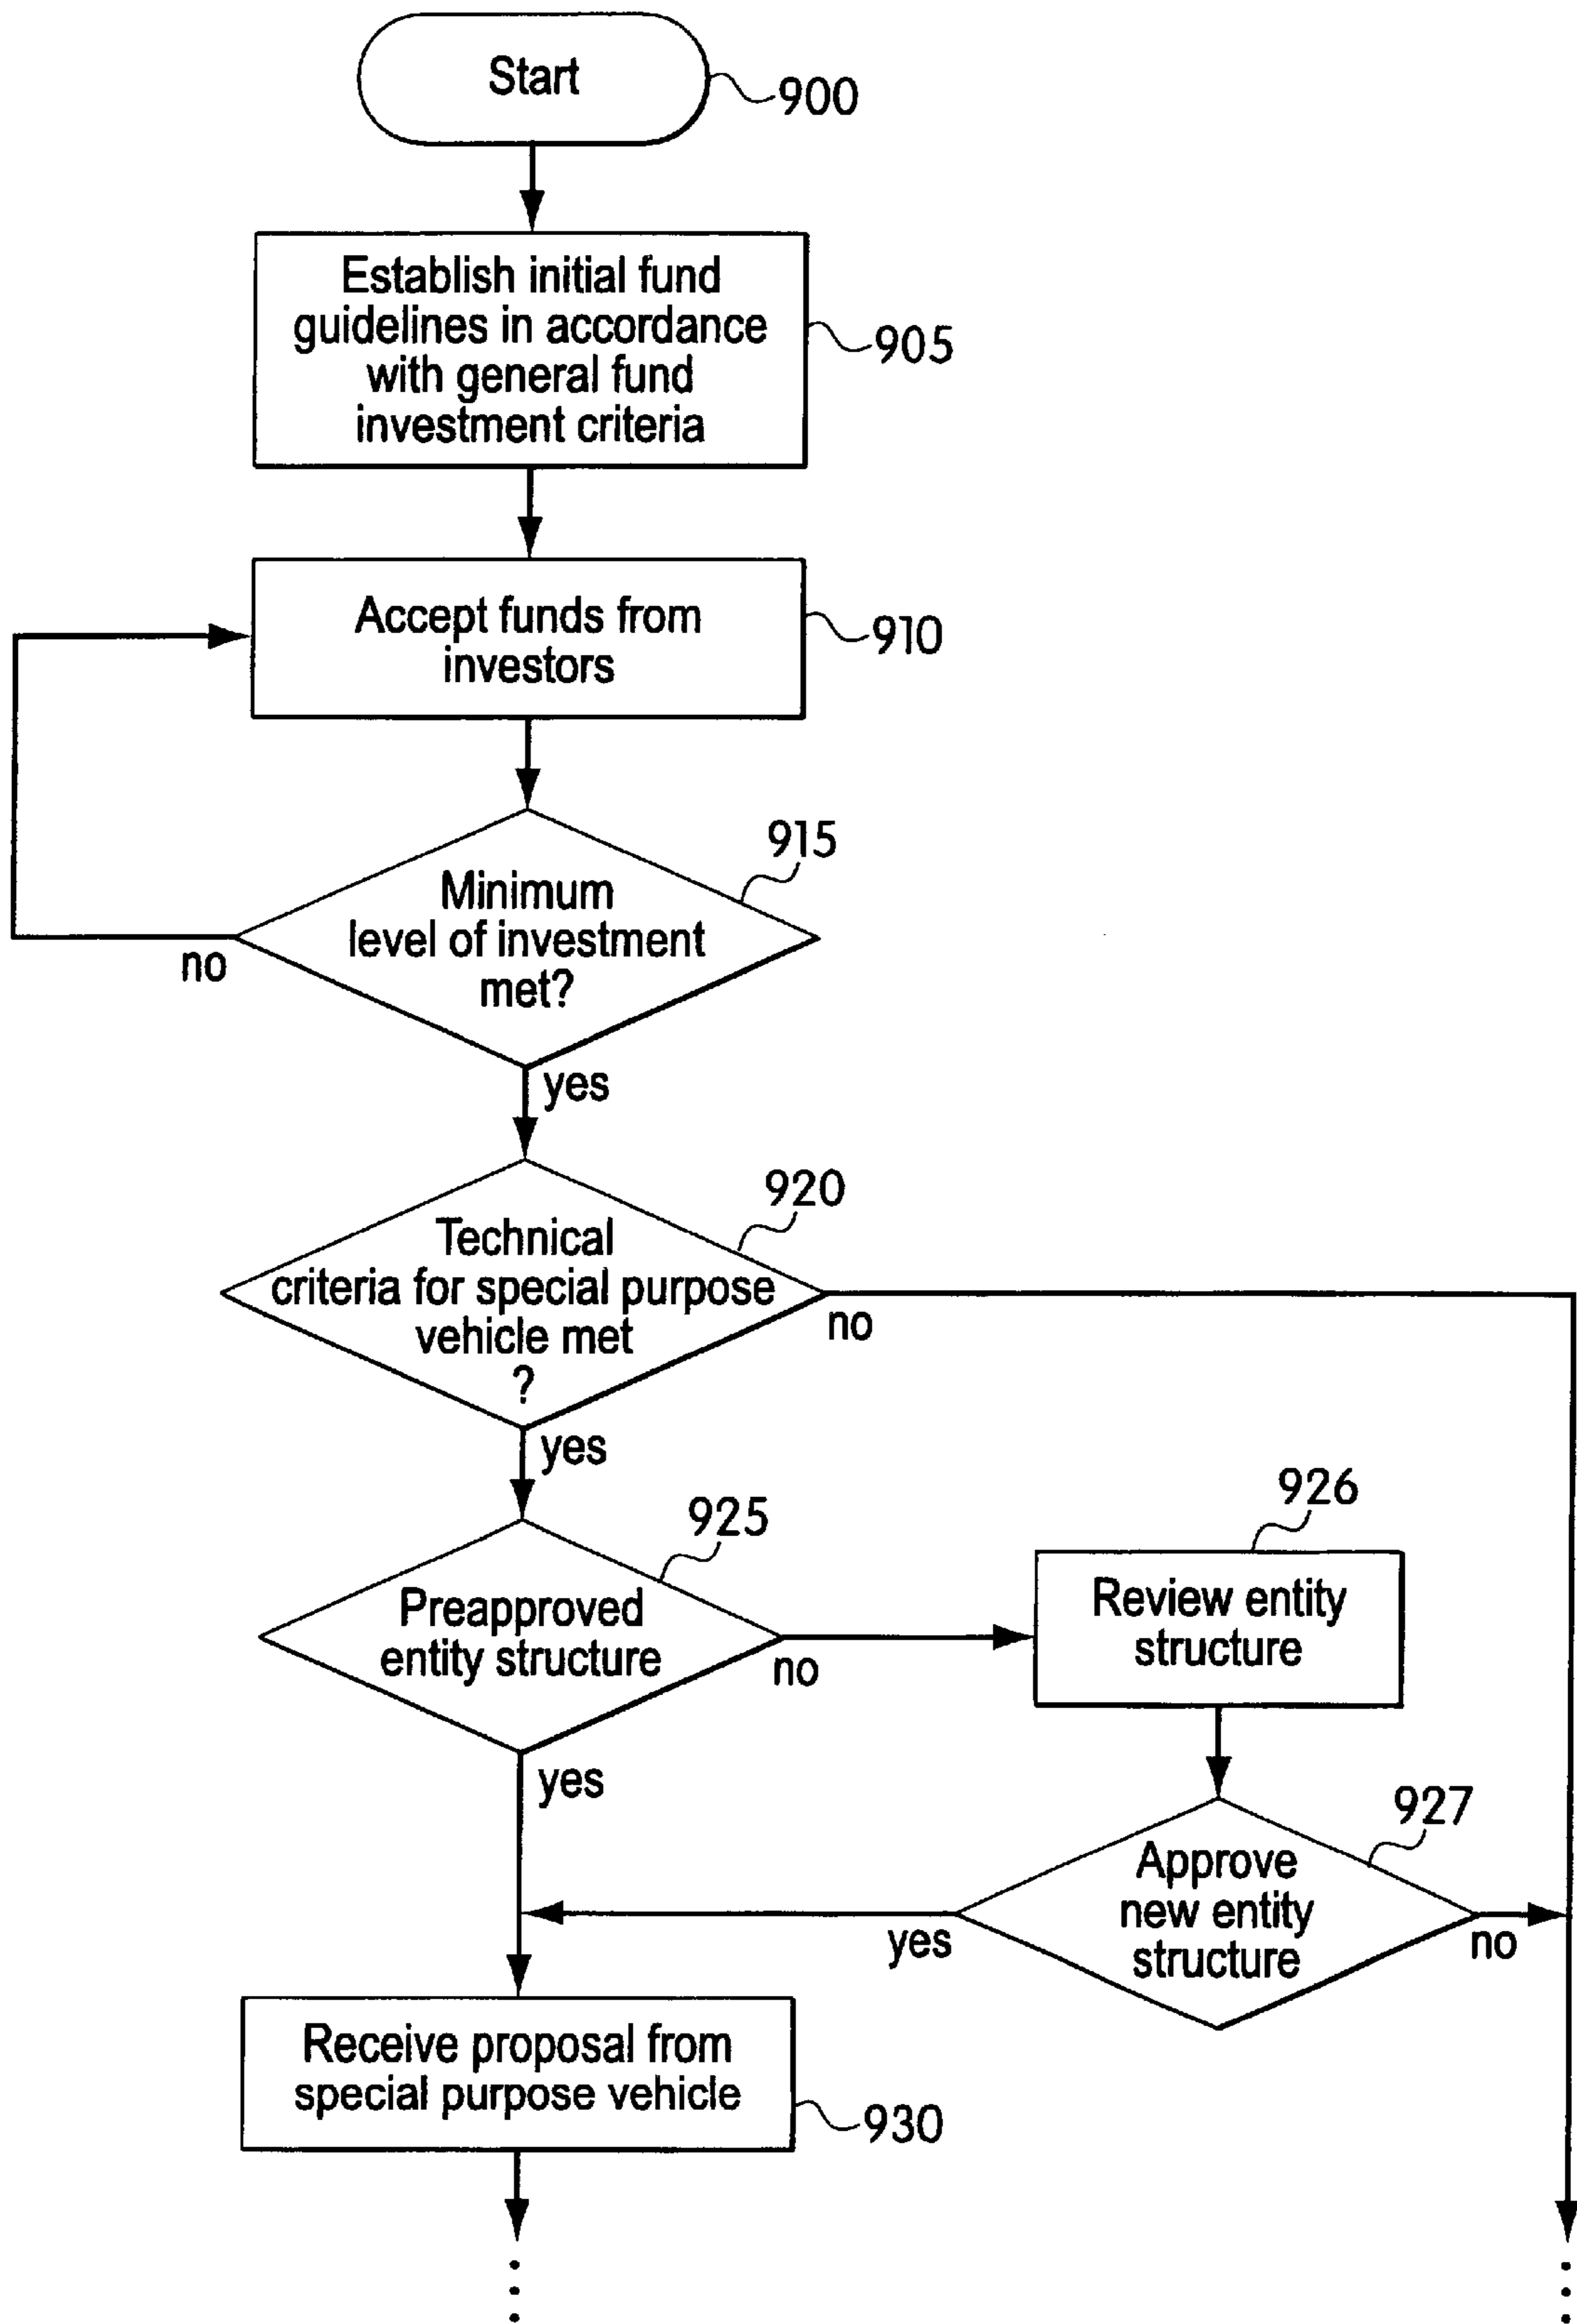 Start
900
Establish initial fund
guidelines in accordance
with general fund
investment criteria
905
Accept funds from
investors
910
915
Minimum
level of investment
met?
no
yes
920
Technical
criteria for special purpose
vehicle met
?
no
yes
925
Preapproved
entity structure
no
yes
926
Review entity
structure
927
Approve
new entity
structure
yes
no
Receive proposal from
special purpose vehicle
930